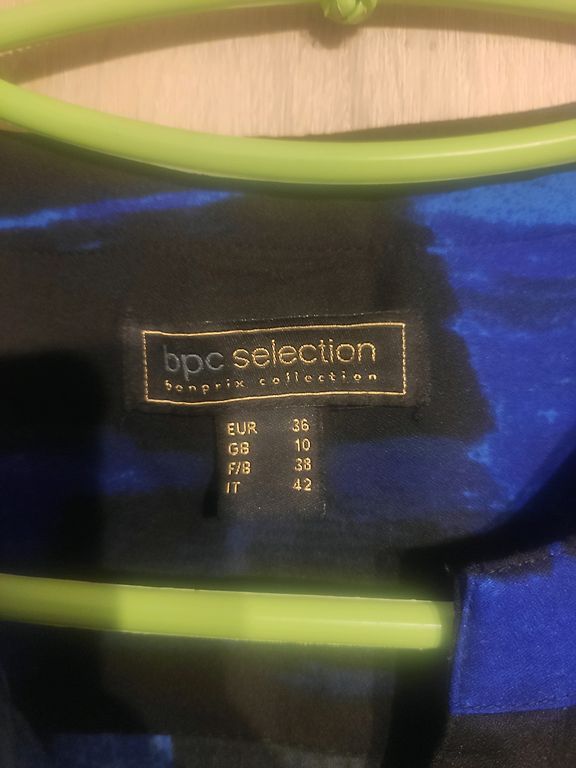 bpc selection
bonprix collection
EUR 36
GB 10
F/B 38
IT 42